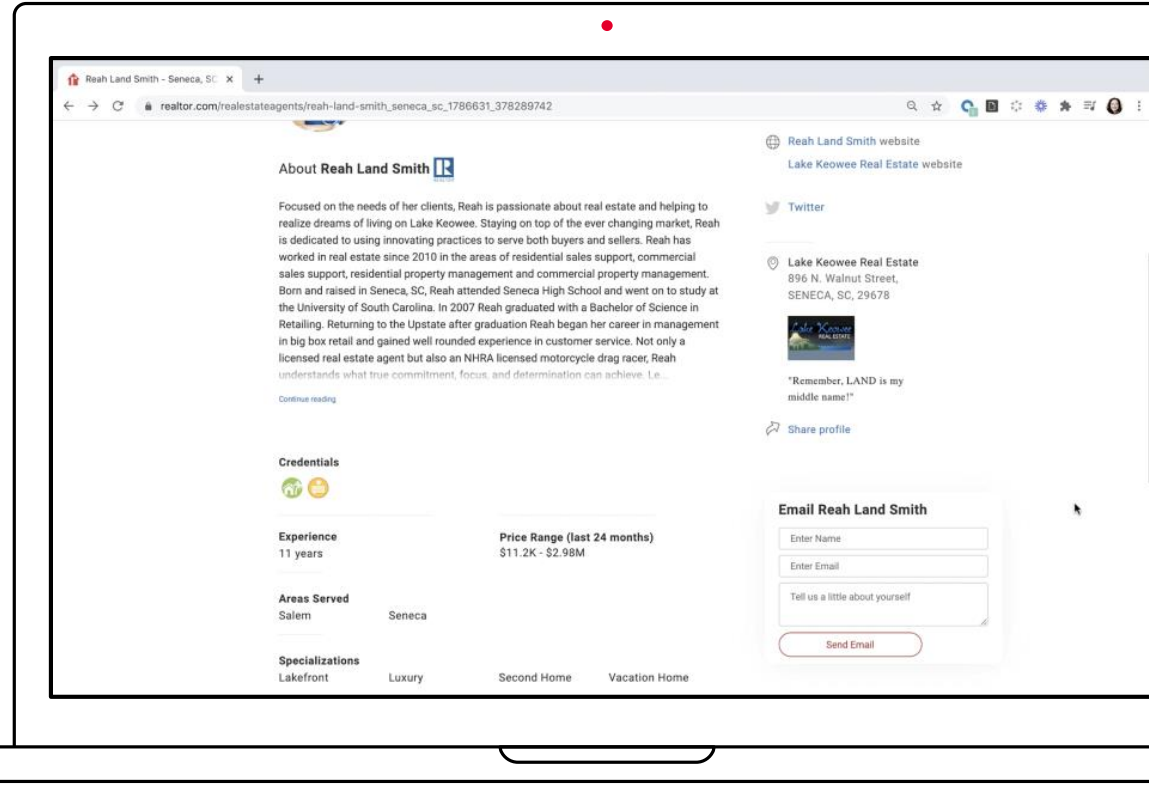 Reah Land Smith - Seneca, SC
realtor.com/realestateagents/reah-land-smith_seneca_sc_1786631_378289742
About Reah Land Smith
REALTOR
Focused on the needs of her clients, Reah is passionate about real estate and helping to
realize dreams of living on Lake Keowee. Staying on top of the ever changing market, Reah
is dedicated to using innovating practices to serve both buyers and sellers. Reah has
worked in real estate since 2010 in the areas of residential sales support, commercial
sales support, residential property management and commercial property management.
Born and raised in Seneca, SC, Reah attended Seneca High School and went on to study at
the University of South Carolina. In 2007 Reah graduated with a Bachelor of Science in
Retailing. Returning to the Upstate after graduation Reah began her career in management
in big box retail and gained well rounded experience in customer service. Not only a
licensed real estate agent but also an NHRA licensed motorcycle drag racer, Reah
understands what true commitment, focus, and determination can achieve. Le...
Continue reading
Credentials
Experience
11 years
Price Range (last 24 months)
$11.2K - $2.98M
Areas Served
Salem Seneca
Specializations
Lakefront Luxury Second Home Vacation Home
Reah Land Smith website
Lake Keowee Real Estate website
Twitter
Lake Keowee Real Estate
896 N. Walnut Street,
SENECA, SC, 29678
Lake Keowee
REAL ESTATE
"Remember, LAND is my
middle name!"
Share profile
Email Reah Land Smith
Enter Name
Enter Email
Tell us a little about yourself
Send Email